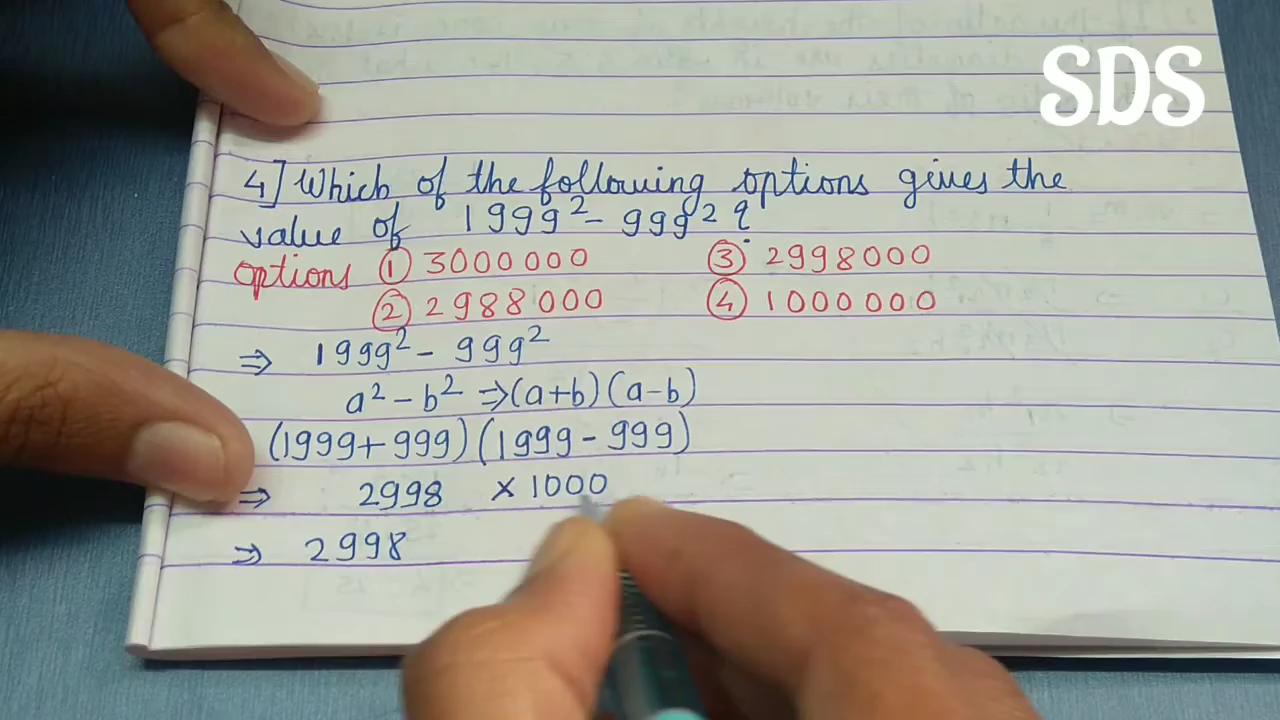 SDS
4] Which of the following options gives the
value of 1999² - 999² ?
options ① 3000000 ③ 2998000
② 2988000 ④ 1000000
⇒ 1999² - 999²
a² - b² ⇒ (a+b) (a-b)
(1999+ 999) (1999 - 999)
⇒ 2998 × 1000
⇒ 2998